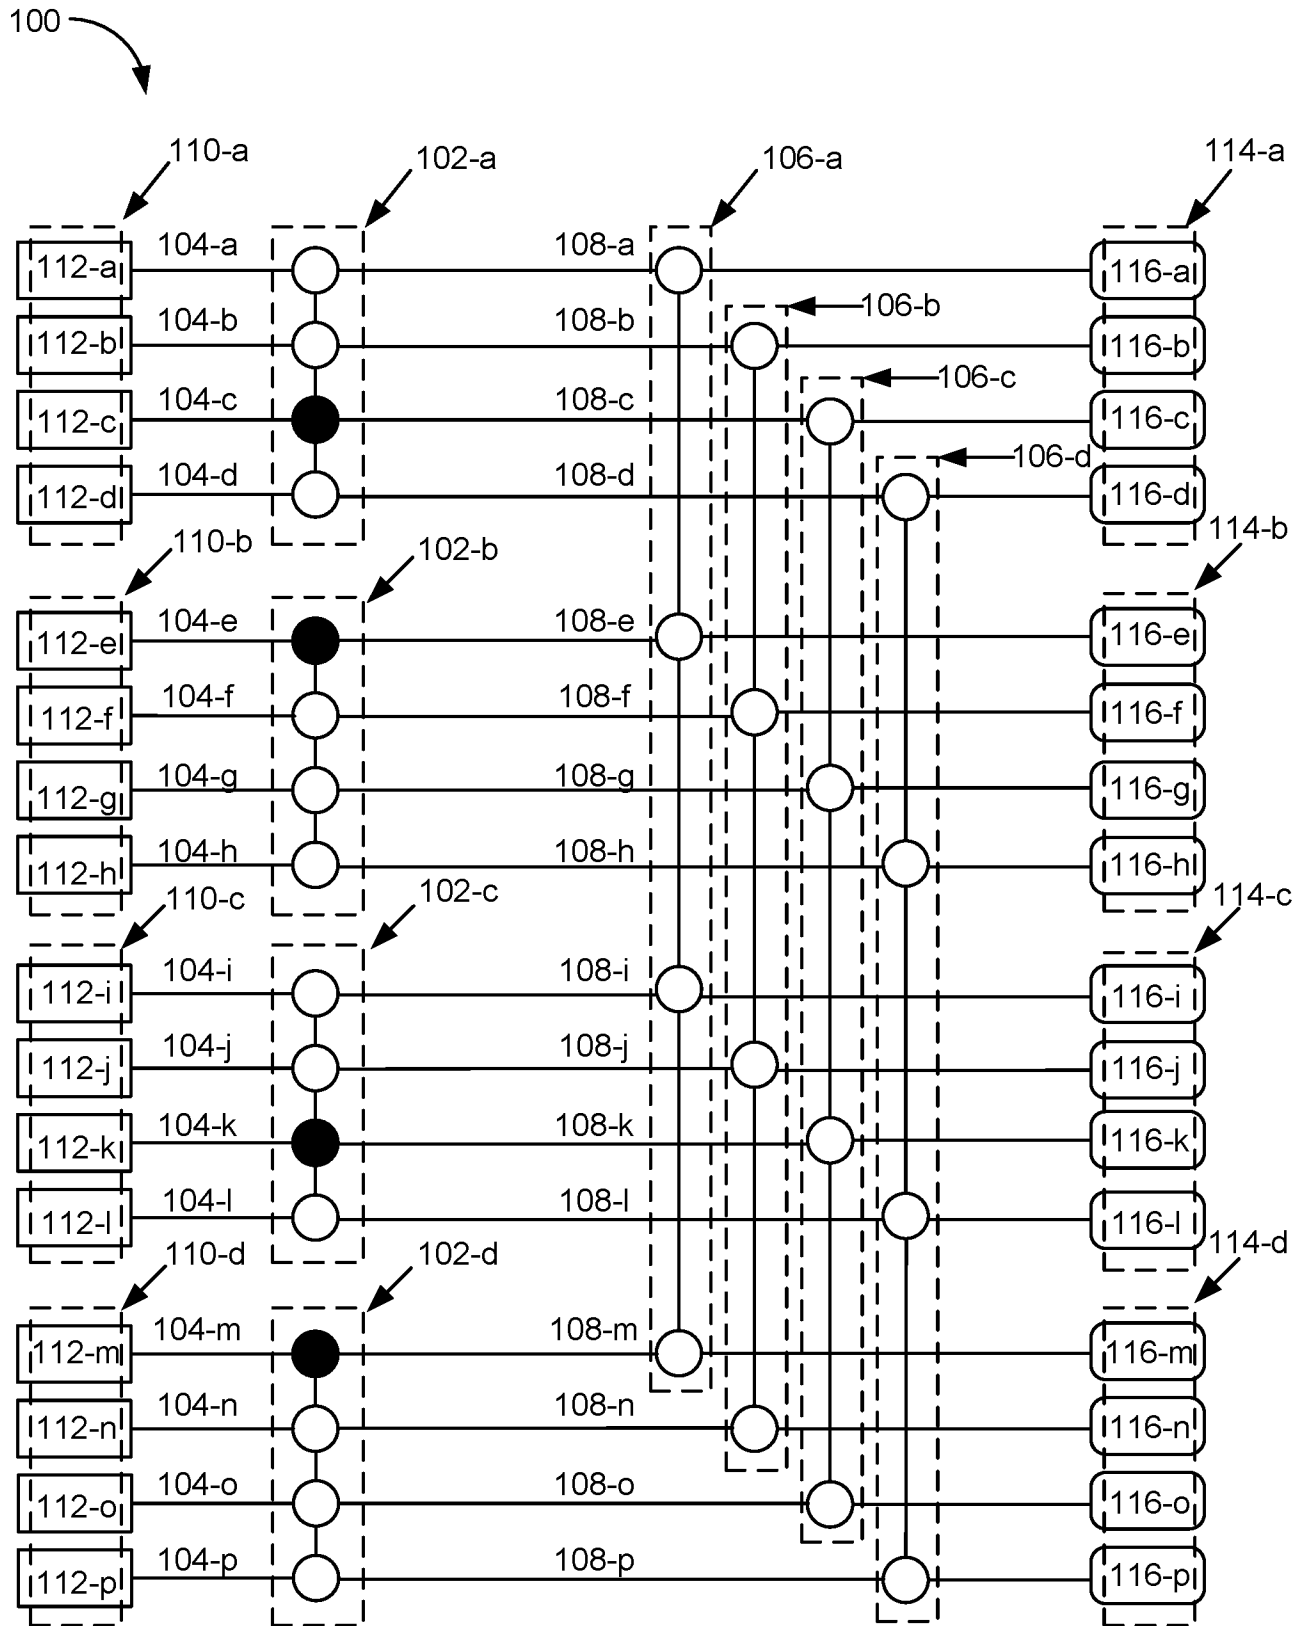 100
110-a 102-a 106-a 114-a
112-a 104-a 108-a 116-a
106-b
112-b 104-b 108-b 116-b
106-c
112-c 104-c 108-c 116-c
106-d
112-d 104-d 108-d 116-d
110-b 102-b 114-b
112-e 104-e 108-e 116-e
112-f 104-f 108-f 116-f
112-g 104-g 108-g 116-g
112-h 104-h 108-h 116-h
110-c 102-c 114-c
112-i 104-i 108-i 116-i
112-j 104-j 108-j 116-j
112-k 104-k 108-k 116-k
112-l 104-l 108-l 116-l
110-d 102-d 114-d
112-m 104-m 108-m 116-m
112-n 104-n 108-n 116-n
112-o 104-o 108-o 116-o
112-p 104-p 108-p 116-p